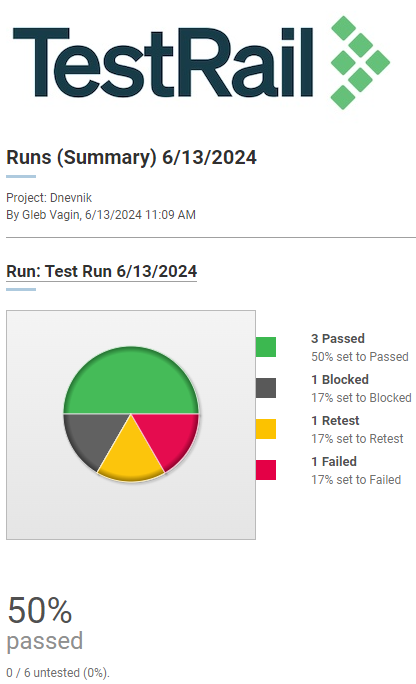 TestRail
Runs (Summary) 6/13/2024
Project: Dnevnik
By Gleb Vagin, 6/13/2024 11:09 AM
Run: Test Run 6/13/2024
3 Passed
50% set to Passed
1 Blocked
17% set to Blocked
1 Retest
17% set to Retest
1 Failed
17% set to Failed
50%
passed
0 / 6 untested (0%).